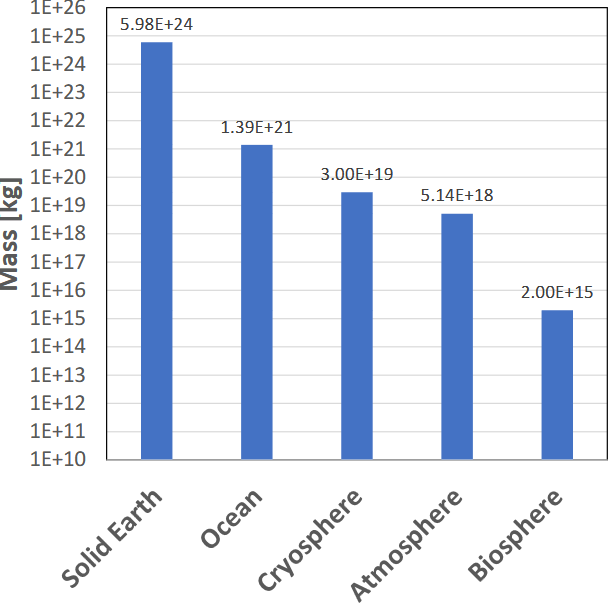 1E+26
1E+25
1E+24
1E+23
1E+22
1E+21
1E+20
1E+19
1E+18
1E+17
1E+16
1E+15
1E+14
1E+13
1E+12
1E+11
1E+10
Mass [kg]
5.98E+24
1.39E+21
3.00E+19
5.14E+18
2.00E+15
Solid Earth
Ocean
Cryosphere
Atmosphere
Biosphere